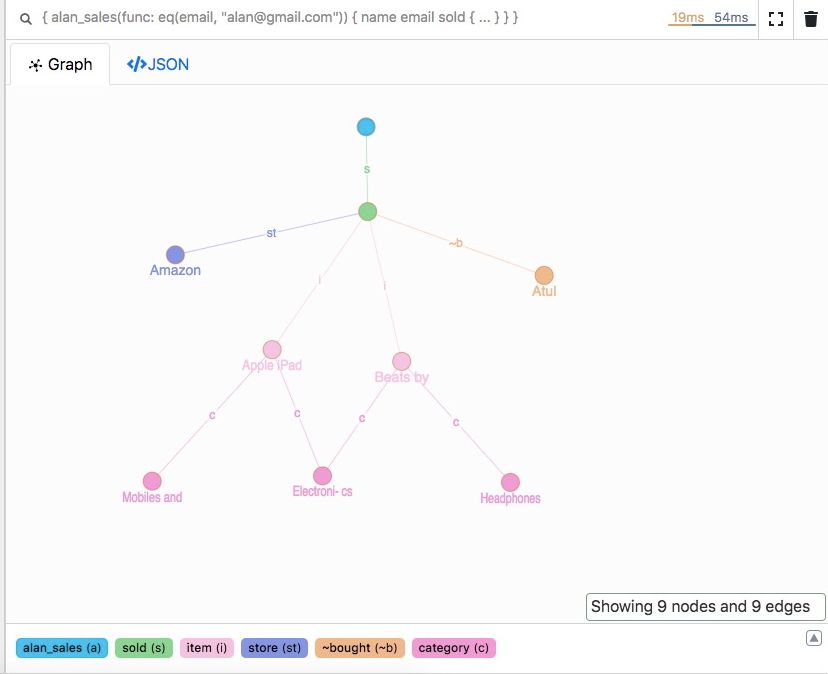 { alan_sales(func: eq(email, "alan@gmail.com")) { name email sold { ... } } }
19ms 54ms
Graph
</>JSON
s
st
~b
Amazon
Atul
i
i
Apple iPad
Beats by
c
c
c
c
Mobiles and
Electroni- cs
Headphones
Showing 9 nodes and 9 edges
alan_sales (a) sold (s) item (i) store (st) ~bought (~b) category (c)